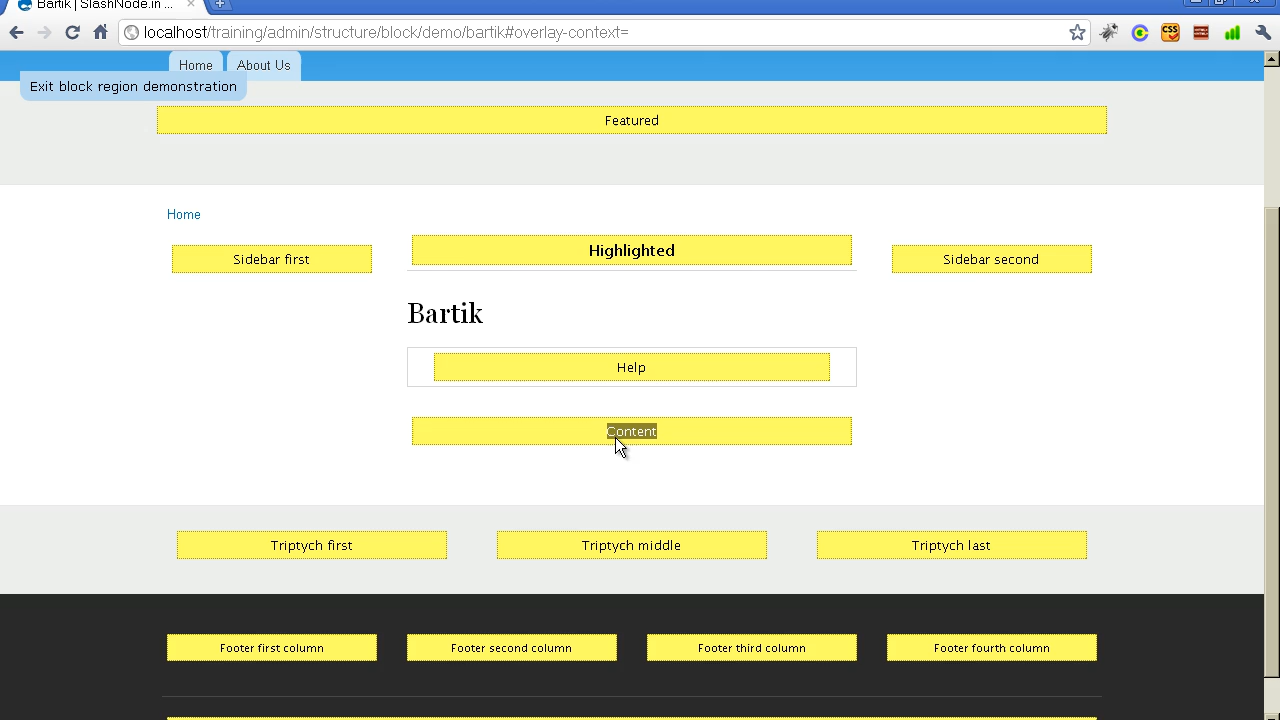 Bartik | SlashNode.in ...
localhost/training/admin/structure/block/demo/bartik#overlay-context=
CSS
Home About Us
Exit block region demonstration
Featured
Home
Sidebar first
Highlighted
Sidebar second
Bartik
Help
Content
Triptych first
Triptych middle
Triptych last
Footer first column
Footer second column
Footer third column
Footer fourth column